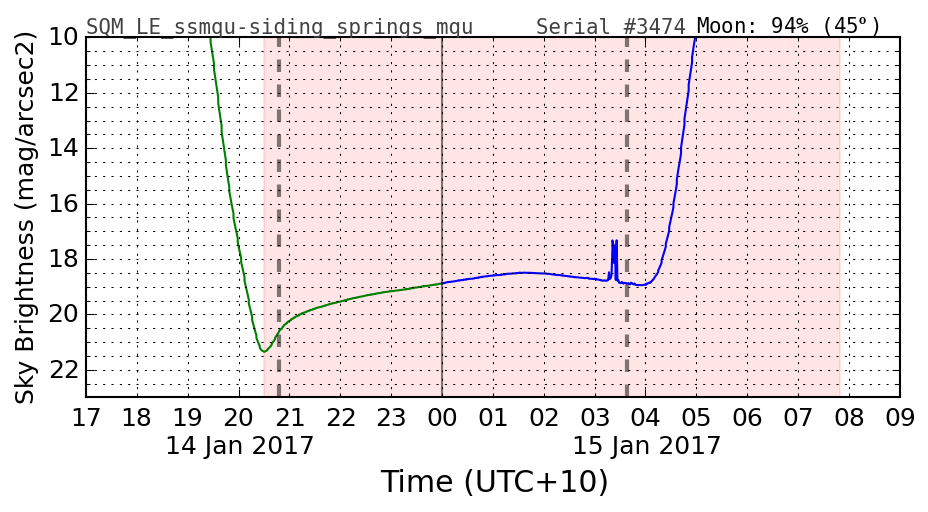 SQM_LE_ssmqu-siding_springs_mqu Serial #3474 Moon: 94% (45°)
Sky Brightness (mag/arcsec2)
10
12
14
16
18
20
22
17 18 19 20 21 22 23 00 01 02 03 04 05 06 07 08 09
14 Jan 2017 15 Jan 2017
Time (UTC+10)